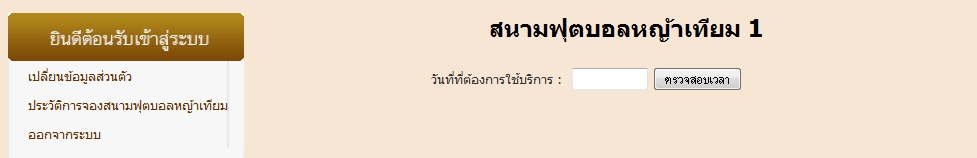 ยินดีต้อนรับเข้าสู่ระบบ
เปลี่ยนข้อมูลส่วนตัว
ประวัติการจองสนามฟุตบอลหญ้าเทียม
ออกจากระบบ
สนามฟุตบอลหญ้าเทียม 1
วันที่ที่ต้องการใช้บริการ : ตรวจสอบเวลา